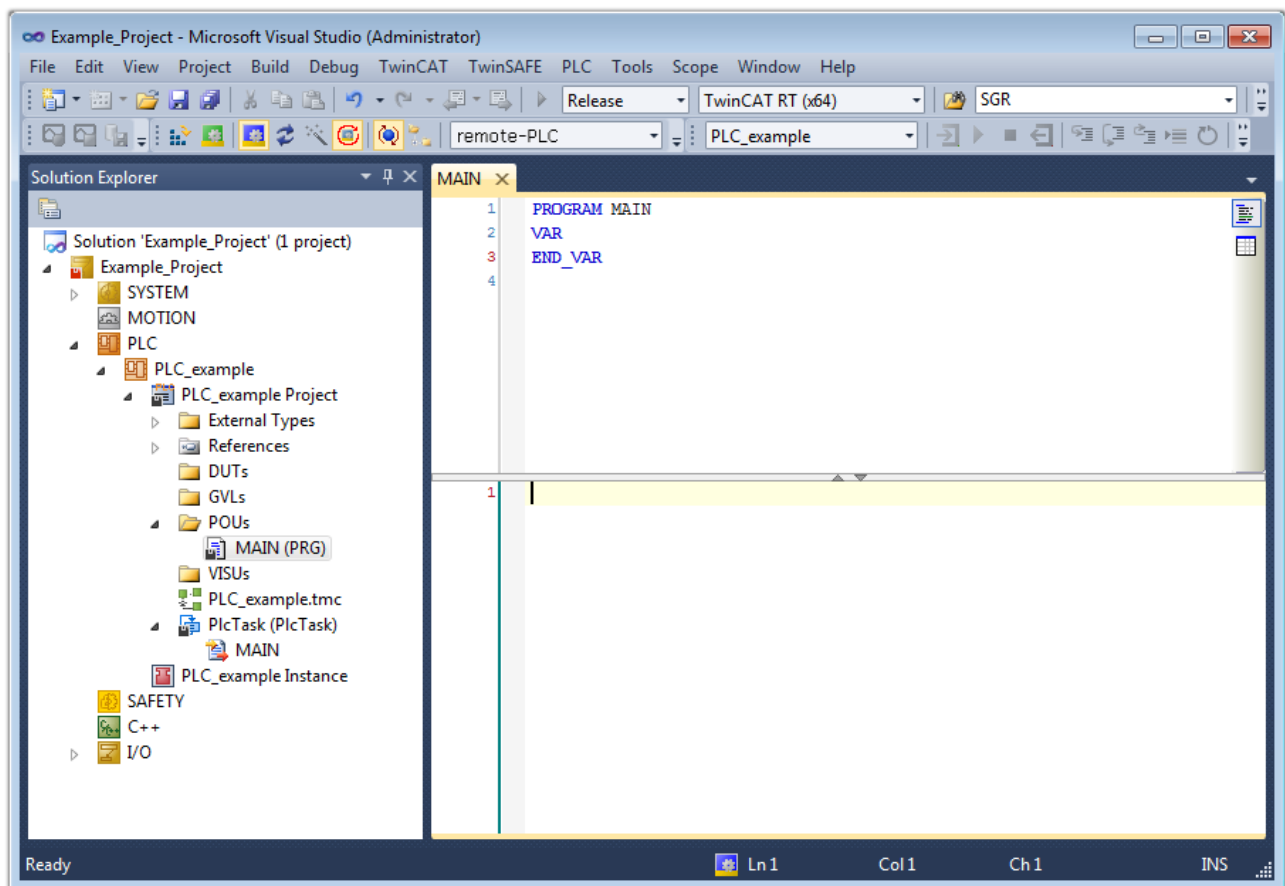 Example_Project - Microsoft Visual Studio (Administrator)
File Edit View Project Build Debug TwinCAT TwinSAFE PLC Tools Scope Window Help
Release TwinCAT RT (x64) SGR
remote-PLC PLC_example
Solution Explorer
Solution 'Example_Project' (1 project)
Example_Project
SYSTEM
MOTION
PLC
PLC_example
PLC_example Project
External Types
References
DUTs
GVLs
POUs
MAIN (PRG)
VISUs
PLC_example.tmc
PlcTask (PlcTask)
MAIN
PLC_example Instance
SAFETY
C++
I/O
MAIN
1 PROGRAM MAIN
2 VAR
3 END_VAR
4
1
Ready Ln 1 Col 1 Ch 1 INS